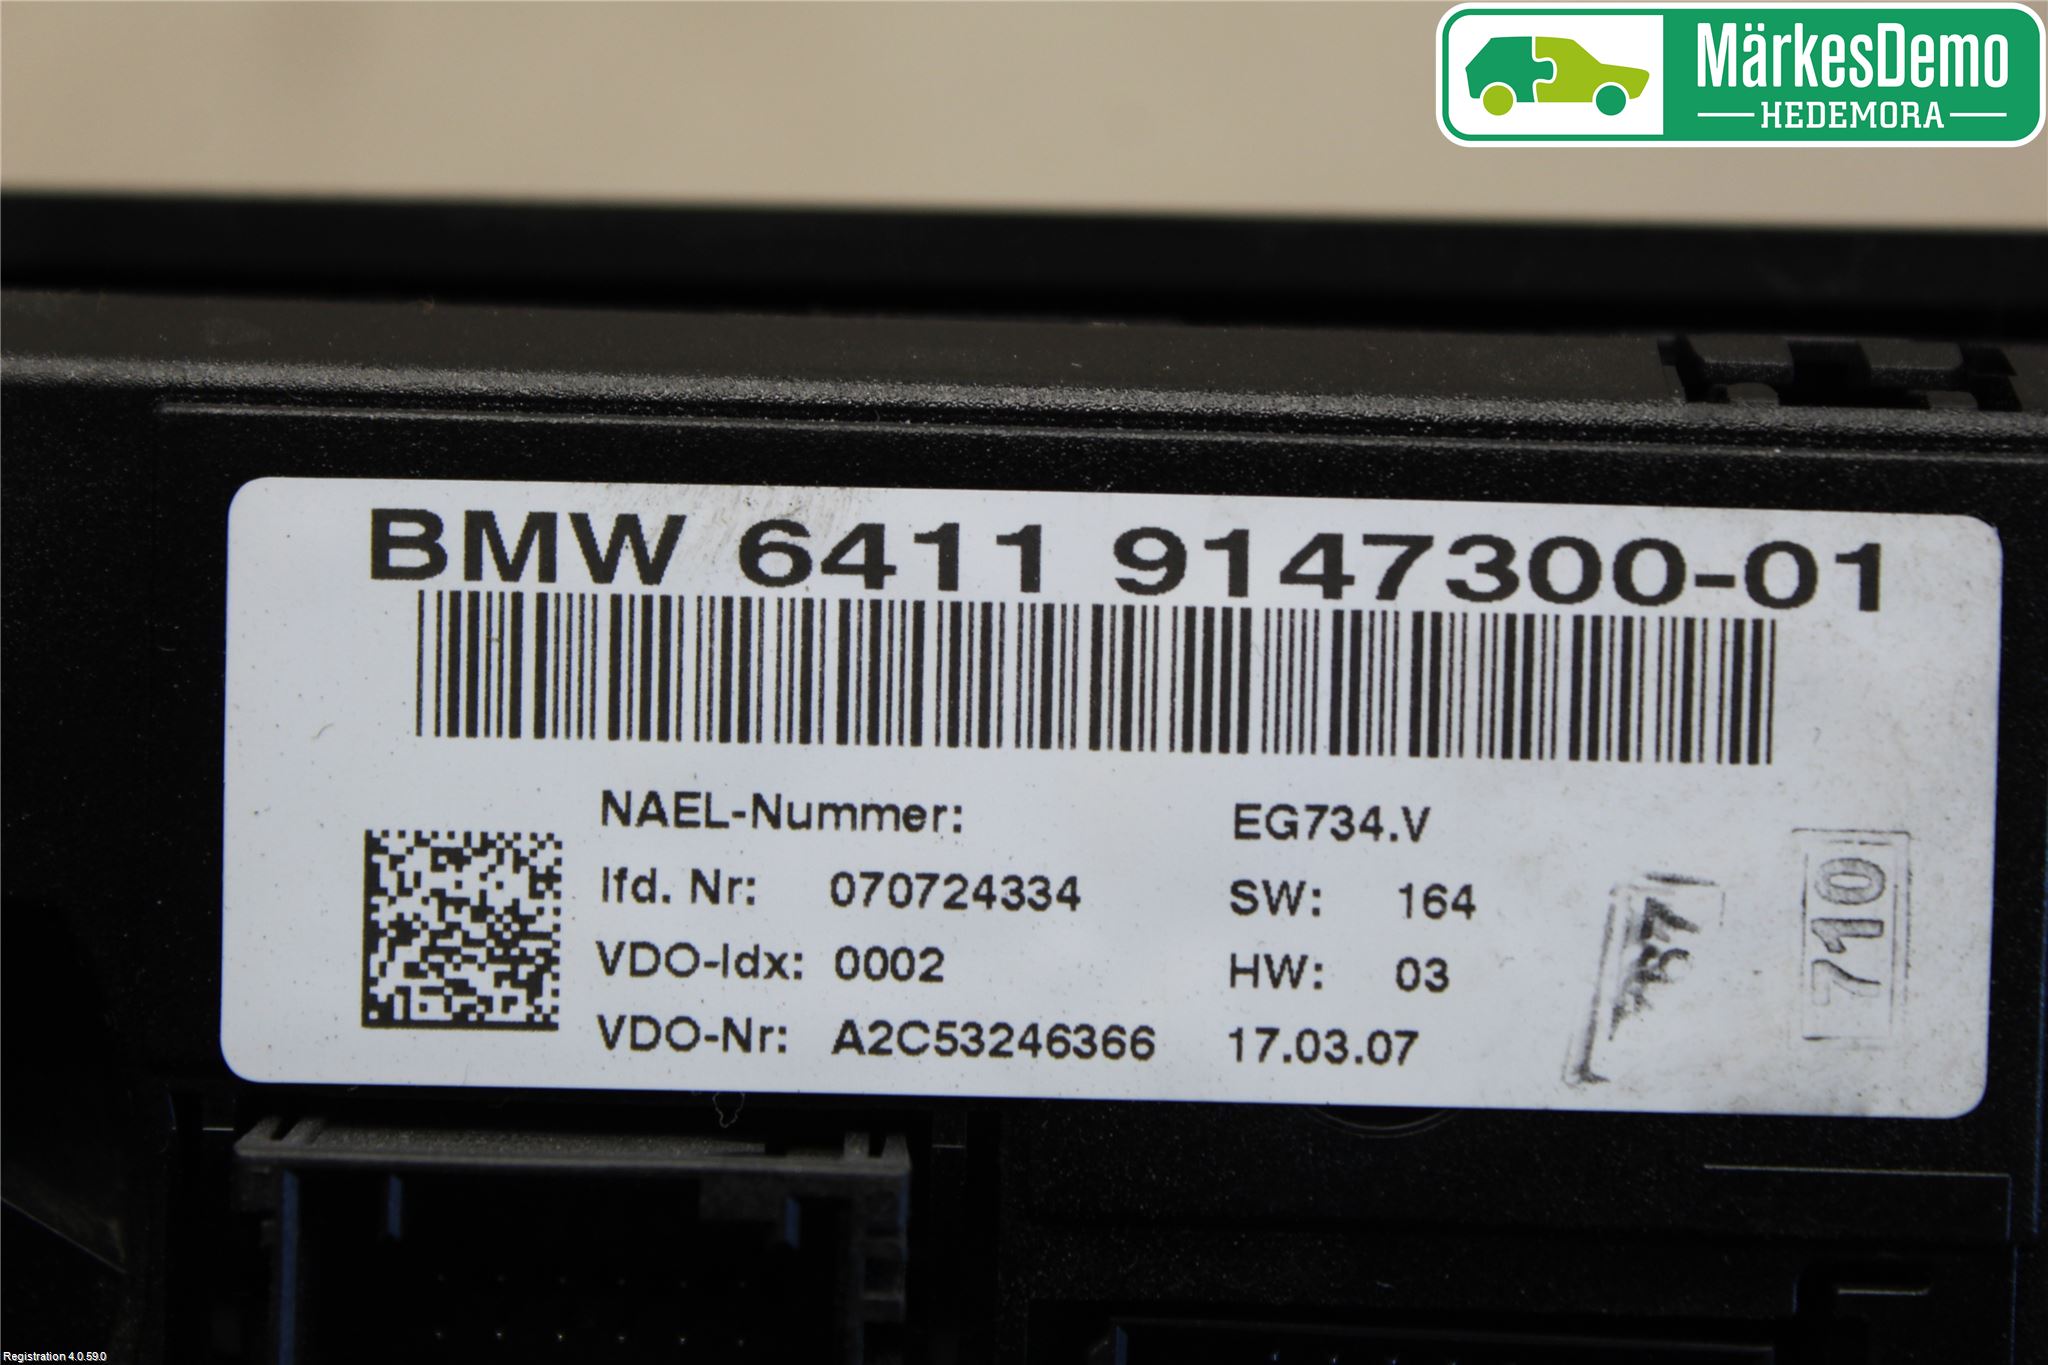 MärkesDemo
HEDEMORA
BMW 6411 9147300-01
NAEL-Nummer: EG734.V
lfd. Nr: 070724334 SW: 164
VDO-Idx: 0002 HW: 03
VDO-Nr: A2C53246366 17.03.07
710
Registration 4.0.59.0